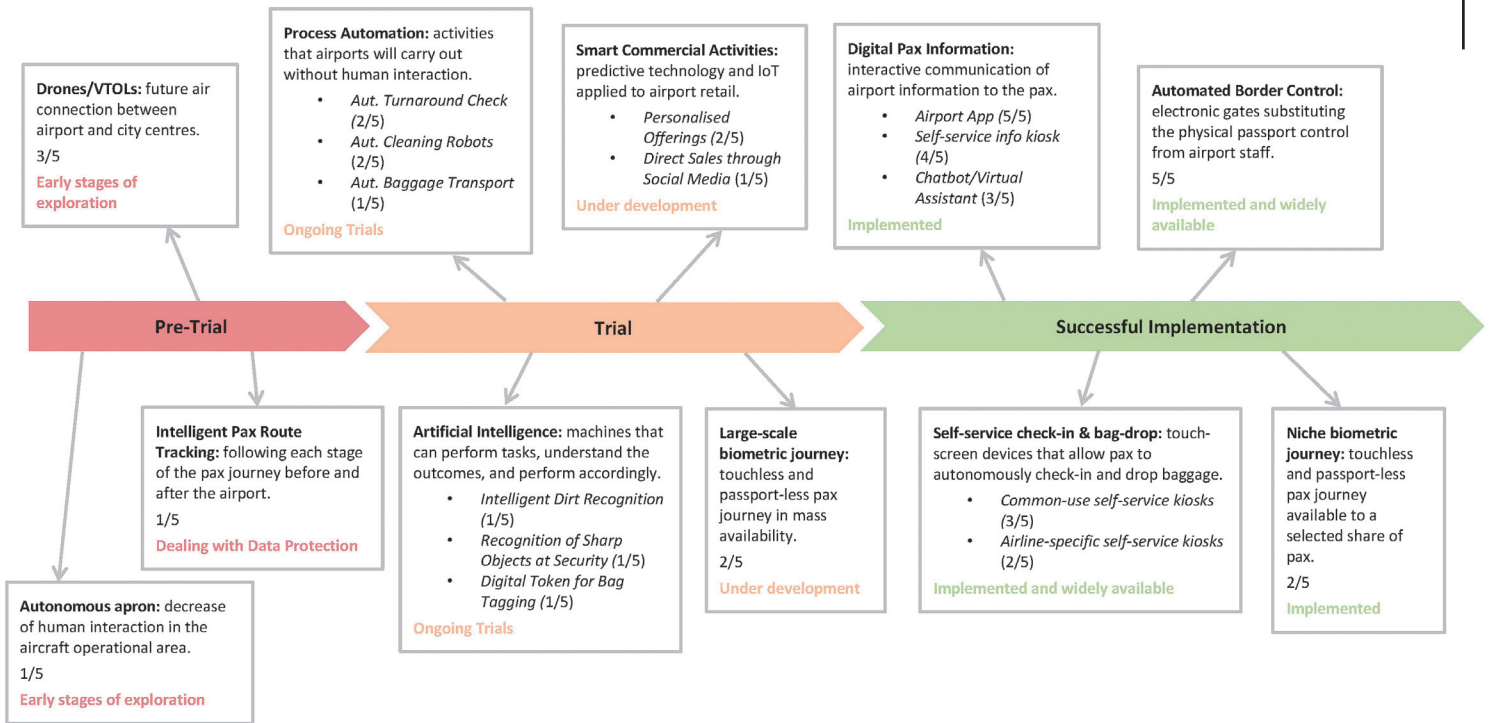 Drones/VTOLs: future air
connection between
airport and city centres.
3/5
Early stages of
exploration
Process Automation: activities
that airports will carry out
without human interaction.
• Aut. Turnaround Check
(2/5)
• Aut. Cleaning Robots
(2/5)
• Aut. Baggage Transport
(1/5)
Ongoing Trials
Smart Commercial Activities:
predictive technology and IoT
applied to airport retail.
• Personalised
Offerings (2/5)
• Direct Sales through
Social Media (1/5)
Under development
Digital Pax Information:
interactive communication of
airport information to the pax.
• Airport App (5/5)
• Self-service info kiosk
(4/5)
• Chatbot/Virtual
Assistant (3/5)
Implemented
Automated Border Control:
electronic gates substituting
the physical passport control
from airport staff.
5/5
Implemented and widely
available
Pre-Trial
Trial
Successful Implementation
Autonomous apron: decrease
of human interaction in the
aircraft operational area.
1/5
Early stages of exploration
Intelligent Pax Route
Tracking: following each stage
of the pax journey before and
after the airport.
1/5
Dealing with Data Protection
Artificial Intelligence: machines that
can perform tasks, understand the
outcomes, and perform accordingly.
• Intelligent Dirt Recognition
(1/5)
• Recognition of Sharp
Objects at Security (1/5)
• Digital Token for Bag
Tagging (1/5)
Ongoing Trials
Large-scale
biometric journey:
touchless and
passport-less pax
journey in mass
availability.
2/5
Under development
Self-service check-in & bag-drop: touch-
screen devices that allow pax to
autonomously check-in and drop baggage.
• Common-use self-service kiosks
(3/5)
• Airline-specific self-service kiosks
(2/5)
Implemented and widely available
Niche biometric
journey: touchless
and passport-less
pax journey
available to a
selected share of
pax.
2/5
Implemented